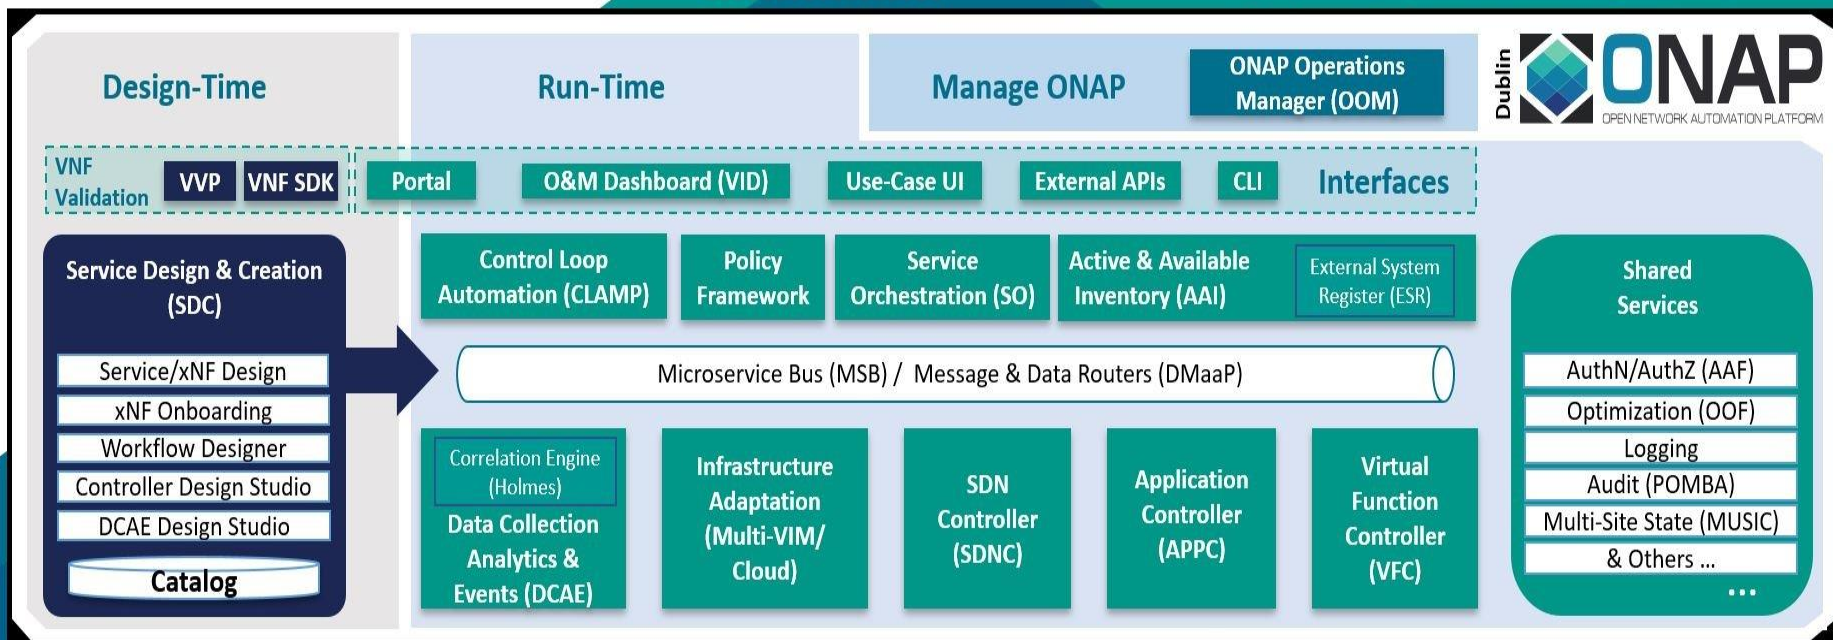 Design-Time
Run-Time
Manage ONAP
ONAP Operations
Manager (OOM)
Dublin
ONAP
OPEN NETWORK AUTOMATION PLATFORM
VNF
Validation
VVP
VNF SDK
Portal
O&M Dashboard (VID)
Use-Case UI
External APIs
CLI
Interfaces
Service Design & Creation
(SDC)
Service/xNF Design
xNF Onboarding
Workflow Designer
Controller Design Studio
DCAE Design Studio
Catalog
Control Loop
Automation (CLAMP)
Policy
Framework
Service
Orchestration (SO)
Active & Available
Inventory (AAI)
External System
Register (ESR)
Microservice Bus (MSB) / Message & Data Routers (DMaaP)
Correlation Engine
(Holmes)
Data Collection
Analytics &
Events (DCAE)
Infrastructure
Adaptation
(Multi-VIM/
Cloud)
SDN
Controller
(SDNC)
Application
Controller
(APPC)
Virtual
Function
Controller
(VFC)
Shared
Services
AuthN/AuthZ (AAF)
Optimization (OOF)
Logging
Audit (POMBA)
Multi-Site State (MUSIC)
& Others ...
...